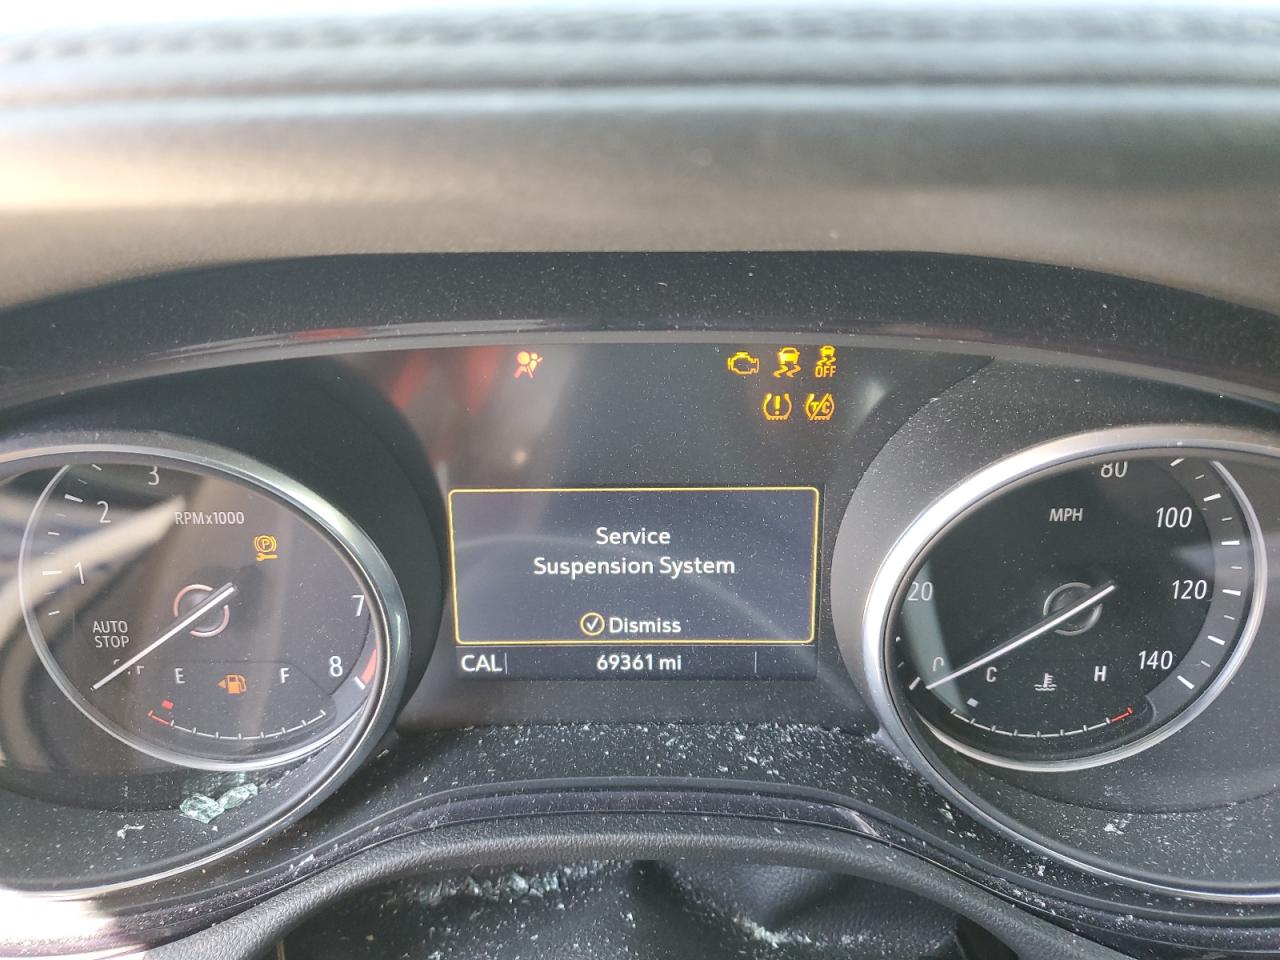 OFF
T/C
3
2
RPMx1000
P
1
7
AUTO
STOP
E
F
8
Service
Suspension System
Dismiss
CAL
69361 mi
80
MPH
100
20
120
0
C
H
140